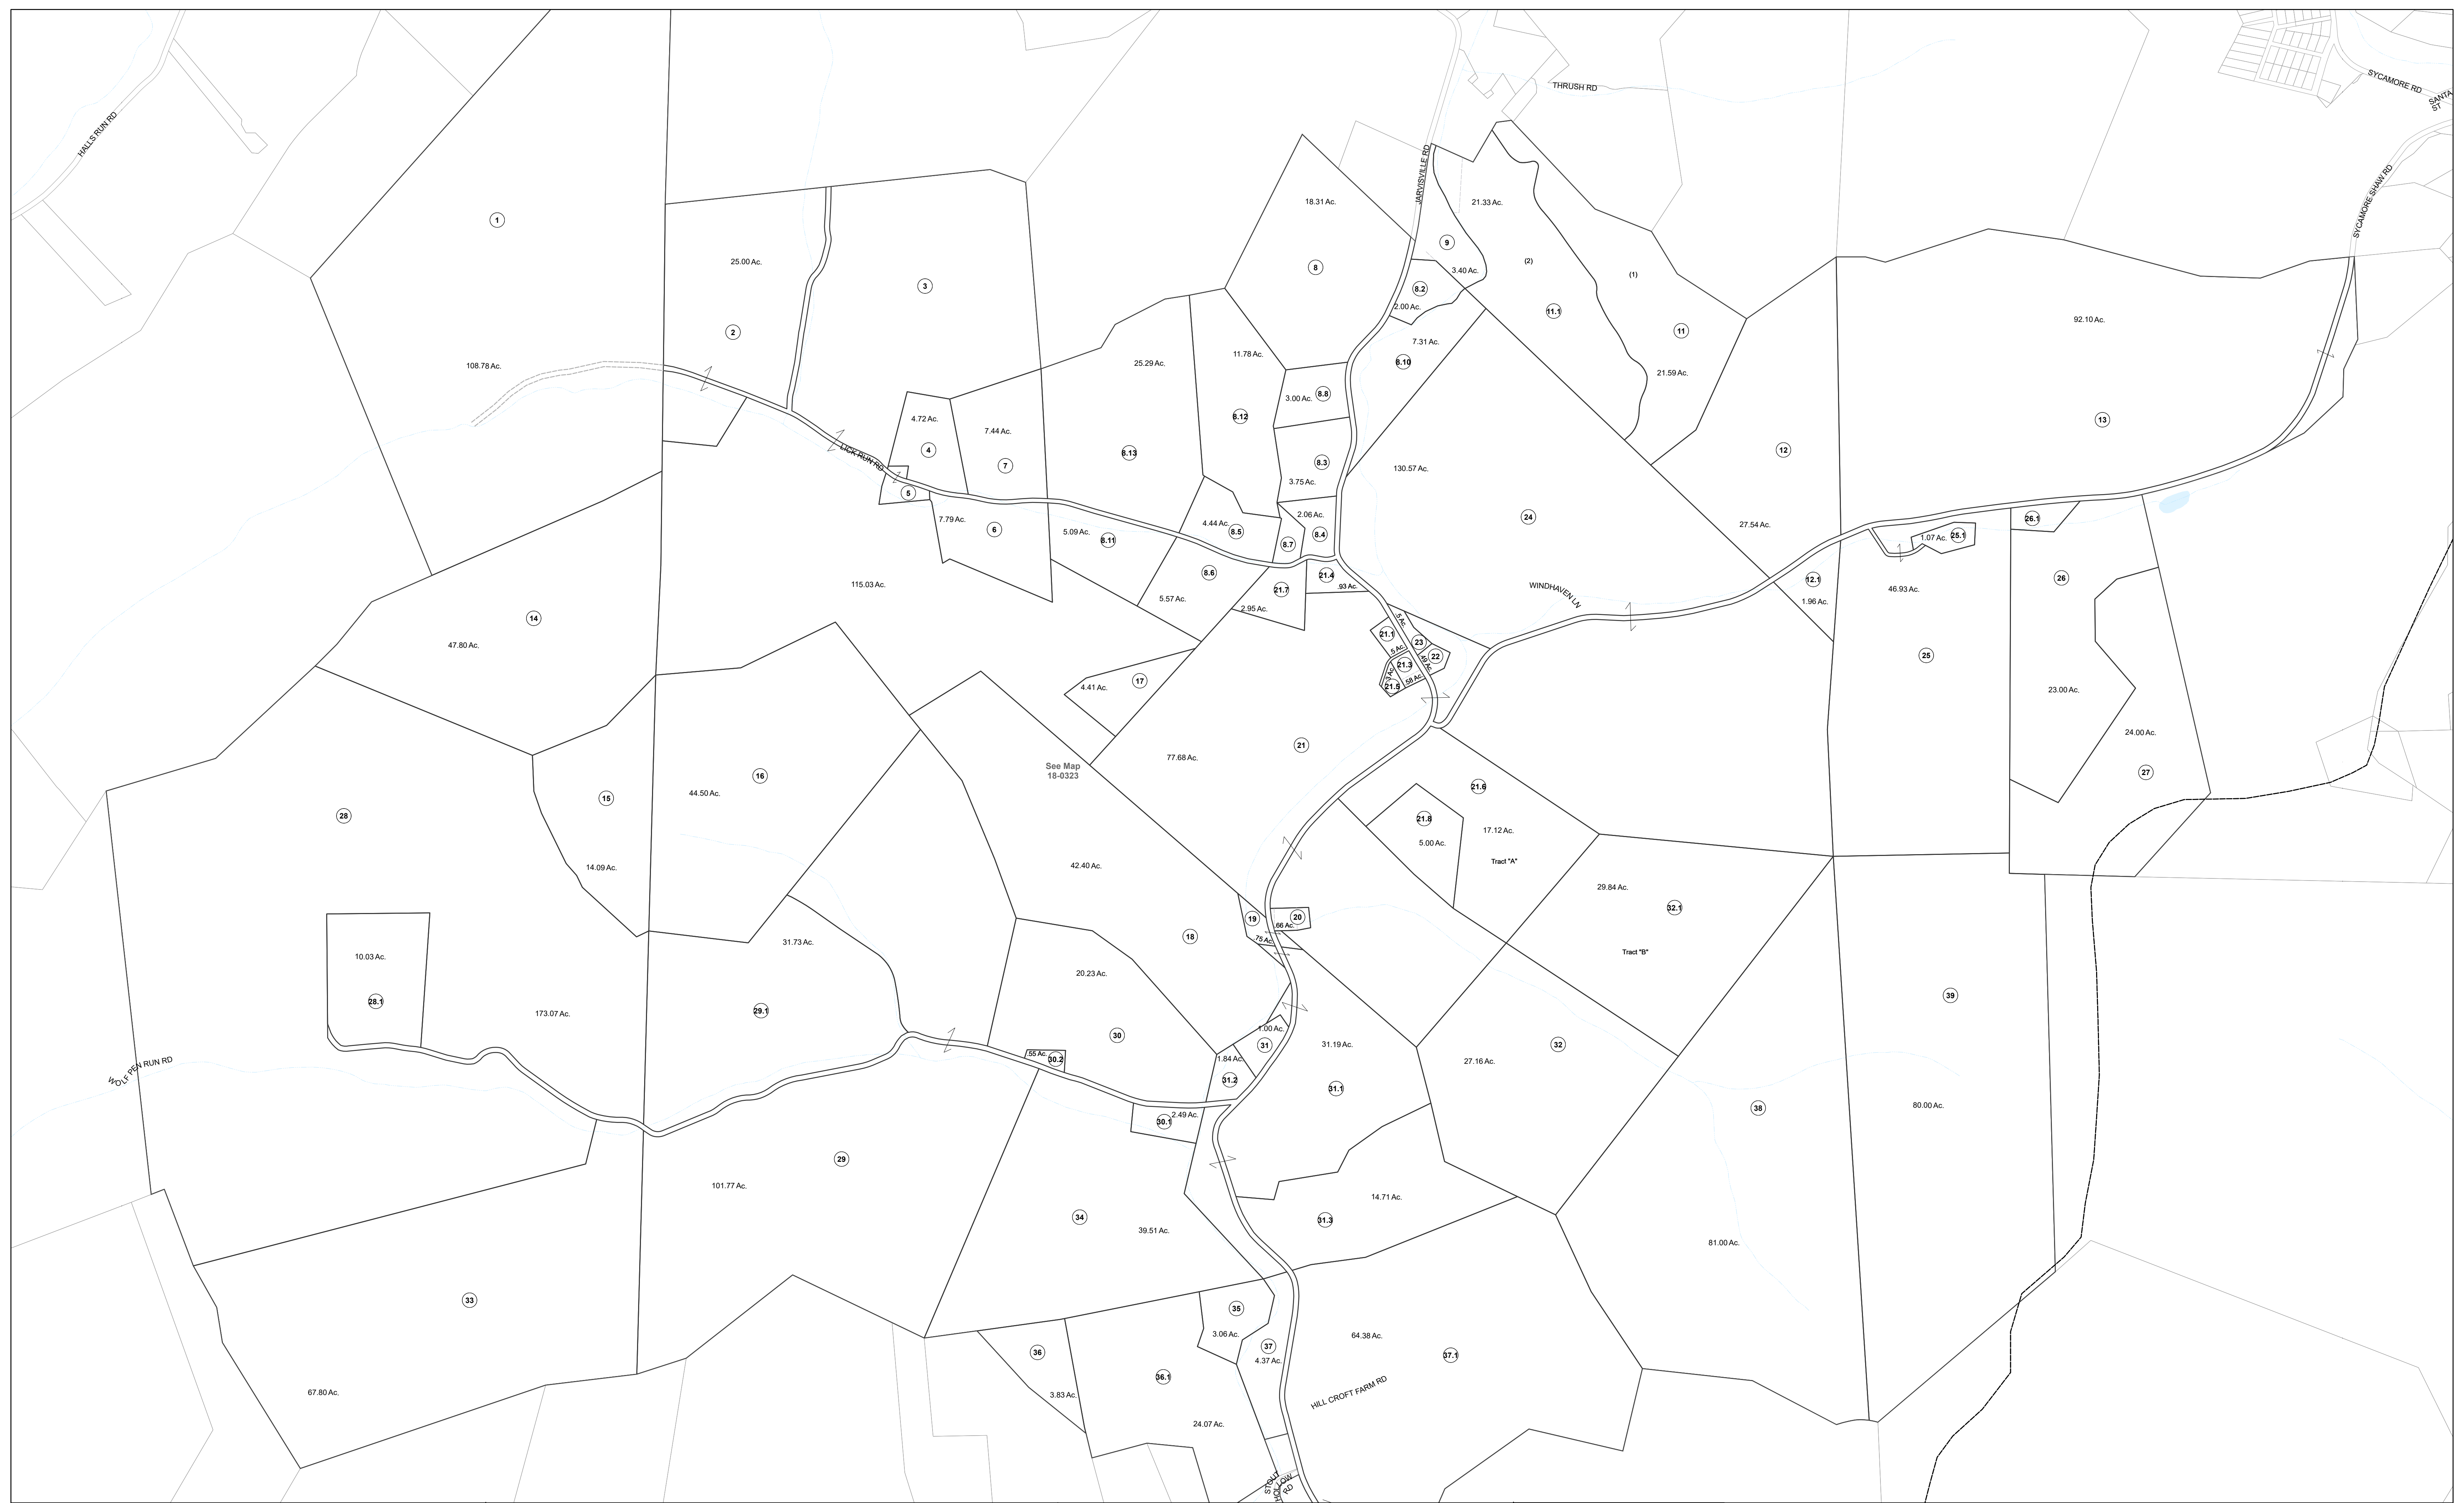 SYCAMORE RD
SANTA
ST
THRUSH RD
HALLS RUN RD
JARVISVILLE RD
SYCAMORE SHAW RD
18.31 Ac.
21.33 Ac.
1
9
25.00 Ac.
(2)
8
3.40 Ac.
(1)
3
8.2
2.00 Ac.
11.1
92.10 Ac.
2
11
7.31 Ac.
11.78 Ac.
25.29 Ac.
8.10
108.78 Ac.
21.59 Ac.
3.00 Ac.
8.8
8.12
4.72 Ac.
13
7.44 Ac.
4
8.13
12
LICK RUN RD
7
8.3
130.57 Ac.
3.75 Ac.
5
2.06 Ac.
24
7.79 Ac.
26.1
4.44 Ac.
27.54 Ac.
6
5.09 Ac.
8.5
8.4
8.11
25.1
1.07 Ac.
8.7
8.6
21.4
26
12.1
115.03 Ac.
.93 Ac.
21.7
46.93 Ac.
WINDHAVEN LN
5.57 Ac.
1.96 Ac.
2.95 Ac.
14
.5 Ac.
21.1
23
47.80 Ac.
.5 Ac.
22
25
21.3
.49 Ac.
17
.58 Ac.
4.41 Ac.
21.5
23.00 Ac.
24.00 Ac.
21
77.68 Ac.
See Map
18-0323
27
16
21.6
44.50 Ac.
15
28
21.8
17.12 Ac.
5.00 Ac.
Tract "A"
42.40 Ac.
14.09 Ac.
29.84 Ac.
32.1
19
20
.66 Ac.
18
.75 Ac.
31.73 Ac.
Tract "B"
10.03 Ac.
20.23 Ac.
39
28.1
29.1
173.07 Ac.
1.00 Ac.
30
31
31.19 Ac.
32
.55 Ac.
30.2
1.84 Ac.
27.16 Ac.
WOLF PEN RUN RD
31.2
31.1
80.00 Ac.
38
2.49 Ac.
30.1
29
101.77 Ac.
14.71 Ac.
34
31.3
39.51 Ac.
81.00 Ac.
33
35
3.06 Ac.
64.38 Ac.
37
36
37.1
4.37 Ac.
36.1
67.80 Ac.
3.83 Ac.
HILL CROFT FARM RD
24.07 Ac.
STOUT
HOLLOW
RD